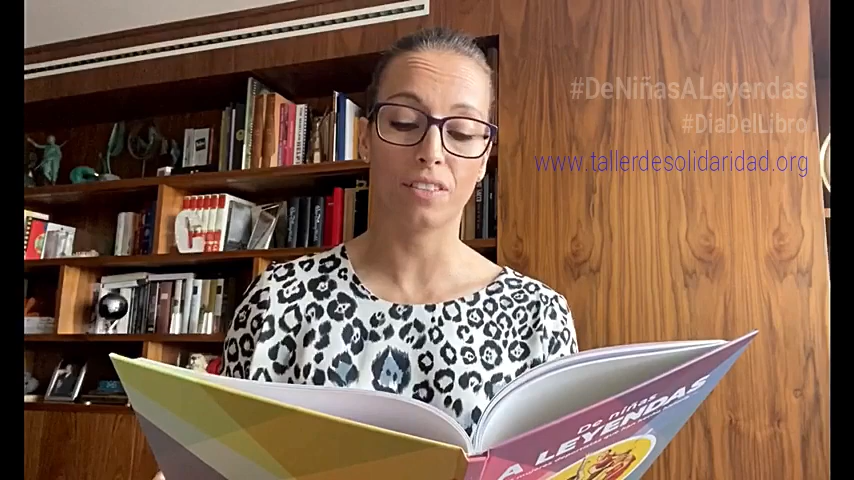 #DeNiñasALeyendas
#DiaDelLibro
www.tallerdesolidaridad.org
De niñas
A LEYENDAS